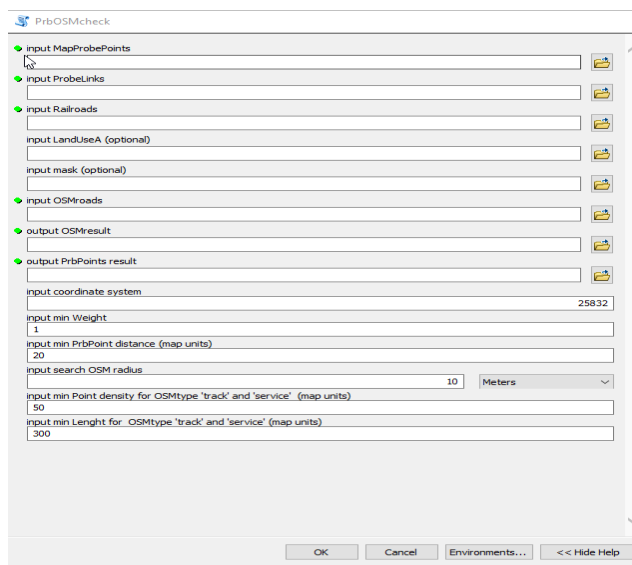 PrbOSMcheck
input MapProbePoints
input ProbeLinks
input Railroads
input LandUseA (optional)
input mask (optional)
input OSMroads
output OSMresult
output PrbPoints result
input coordinate system
25832
input min Weight
1
input min PrbPoint distance (map units)
20
input search OSM radius
10 Meters
input min Point density for OSMtype 'track' and 'service' (map units)
50
input min Lenght for OSMtype 'track' and 'service' (map units)
300
OK Cancel Environments... << Hide Help